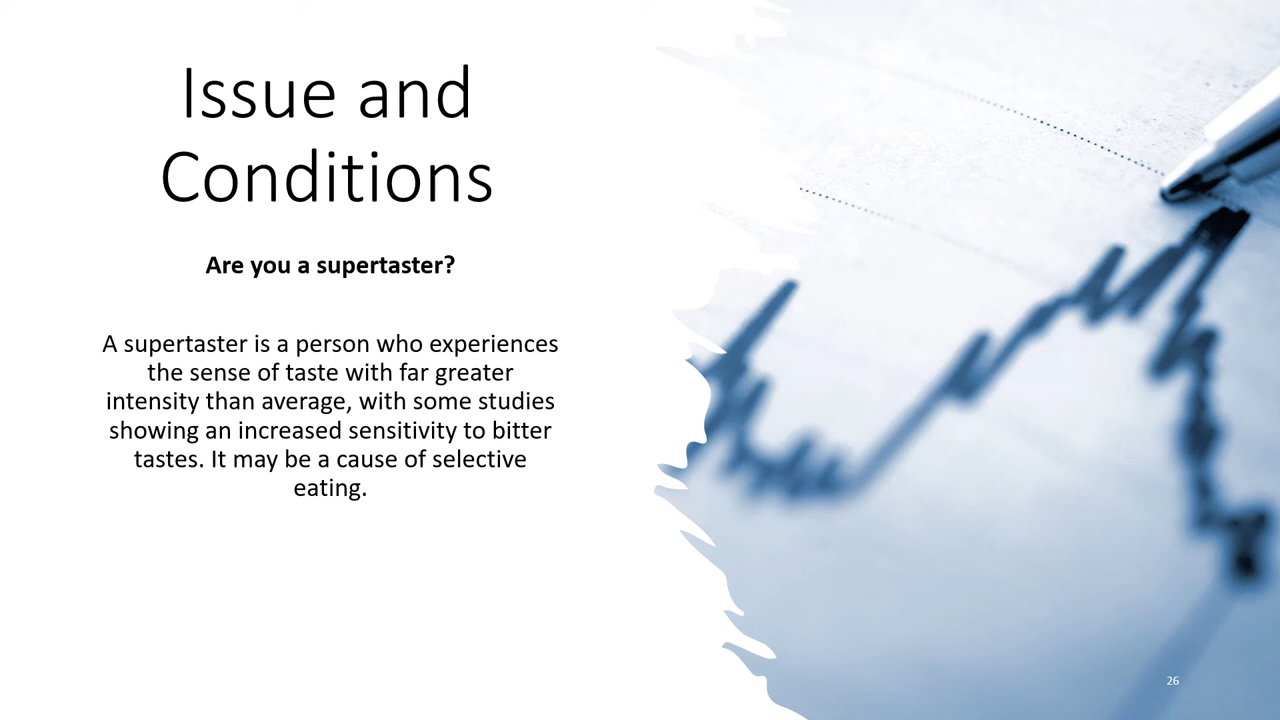 Issue and
Conditions
Are you a supertaster?
A supertaster is a person who experiences
the sense of taste with far greater
intensity than average, with some studies
showing an increased sensitivity to bitter
tastes. It may be a cause of selective
eating.
26